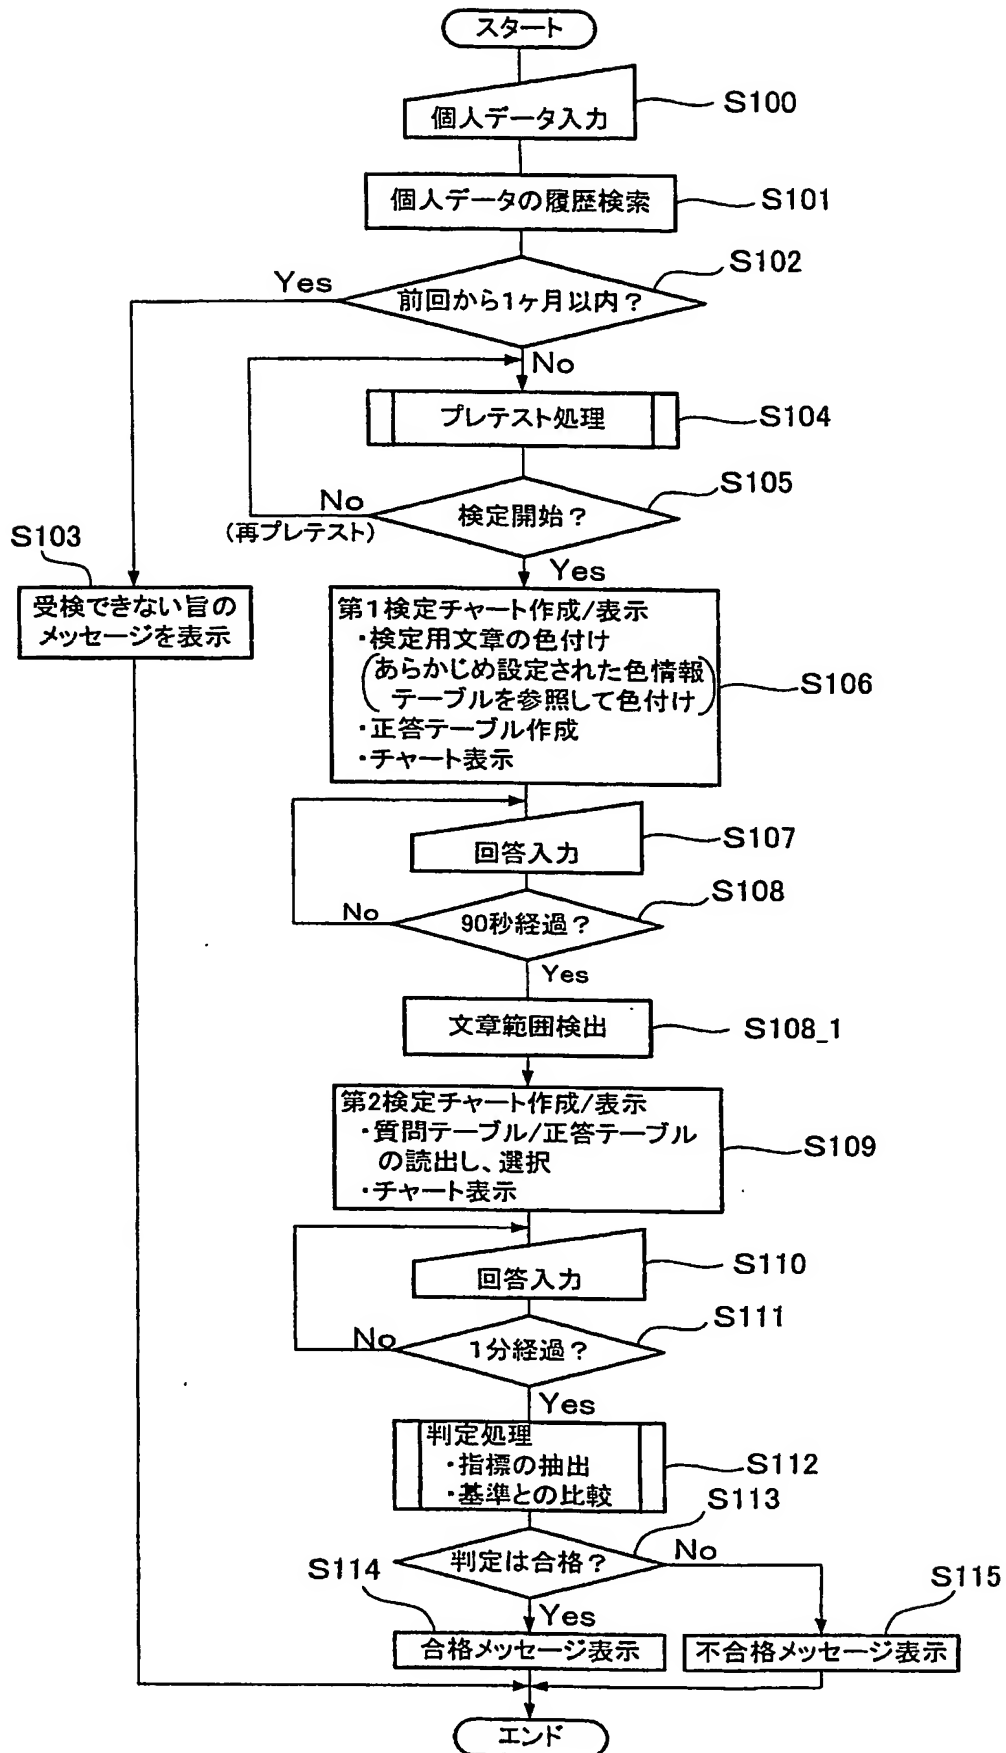 スタート
個人データ入力
S100
個人データの履歴検索
S101
前回から1ヶ月以内?
S102
Yes
No
プレテスト処理
S104
検定開始?
S105
No
(再プレテスト)
Yes
S103
受検できない旨の
メッセージを表示
第1検定チャート作成/表示
・検定用文章の色付け
(あらかじめ設定された色情報
テーブルを参照して色付け)
・正答テーブル作成
・チャート表示
S106
回答入力
S107
90秒経過?
S108
No
Yes
文章範囲検出
S108_1
第2検定チャート作成/表示
・質問テーブル/正答テーブル
の読出し、選択
・チャート表示
S109
回答入力
S110
1分経過?
S111
No
Yes
判定処理
・指標の抽出
・基準との比較
S112
判定は合格?
S113
No
Yes
S114
合格メッセージ表示
S115
不合格メッセージ表示
エンド